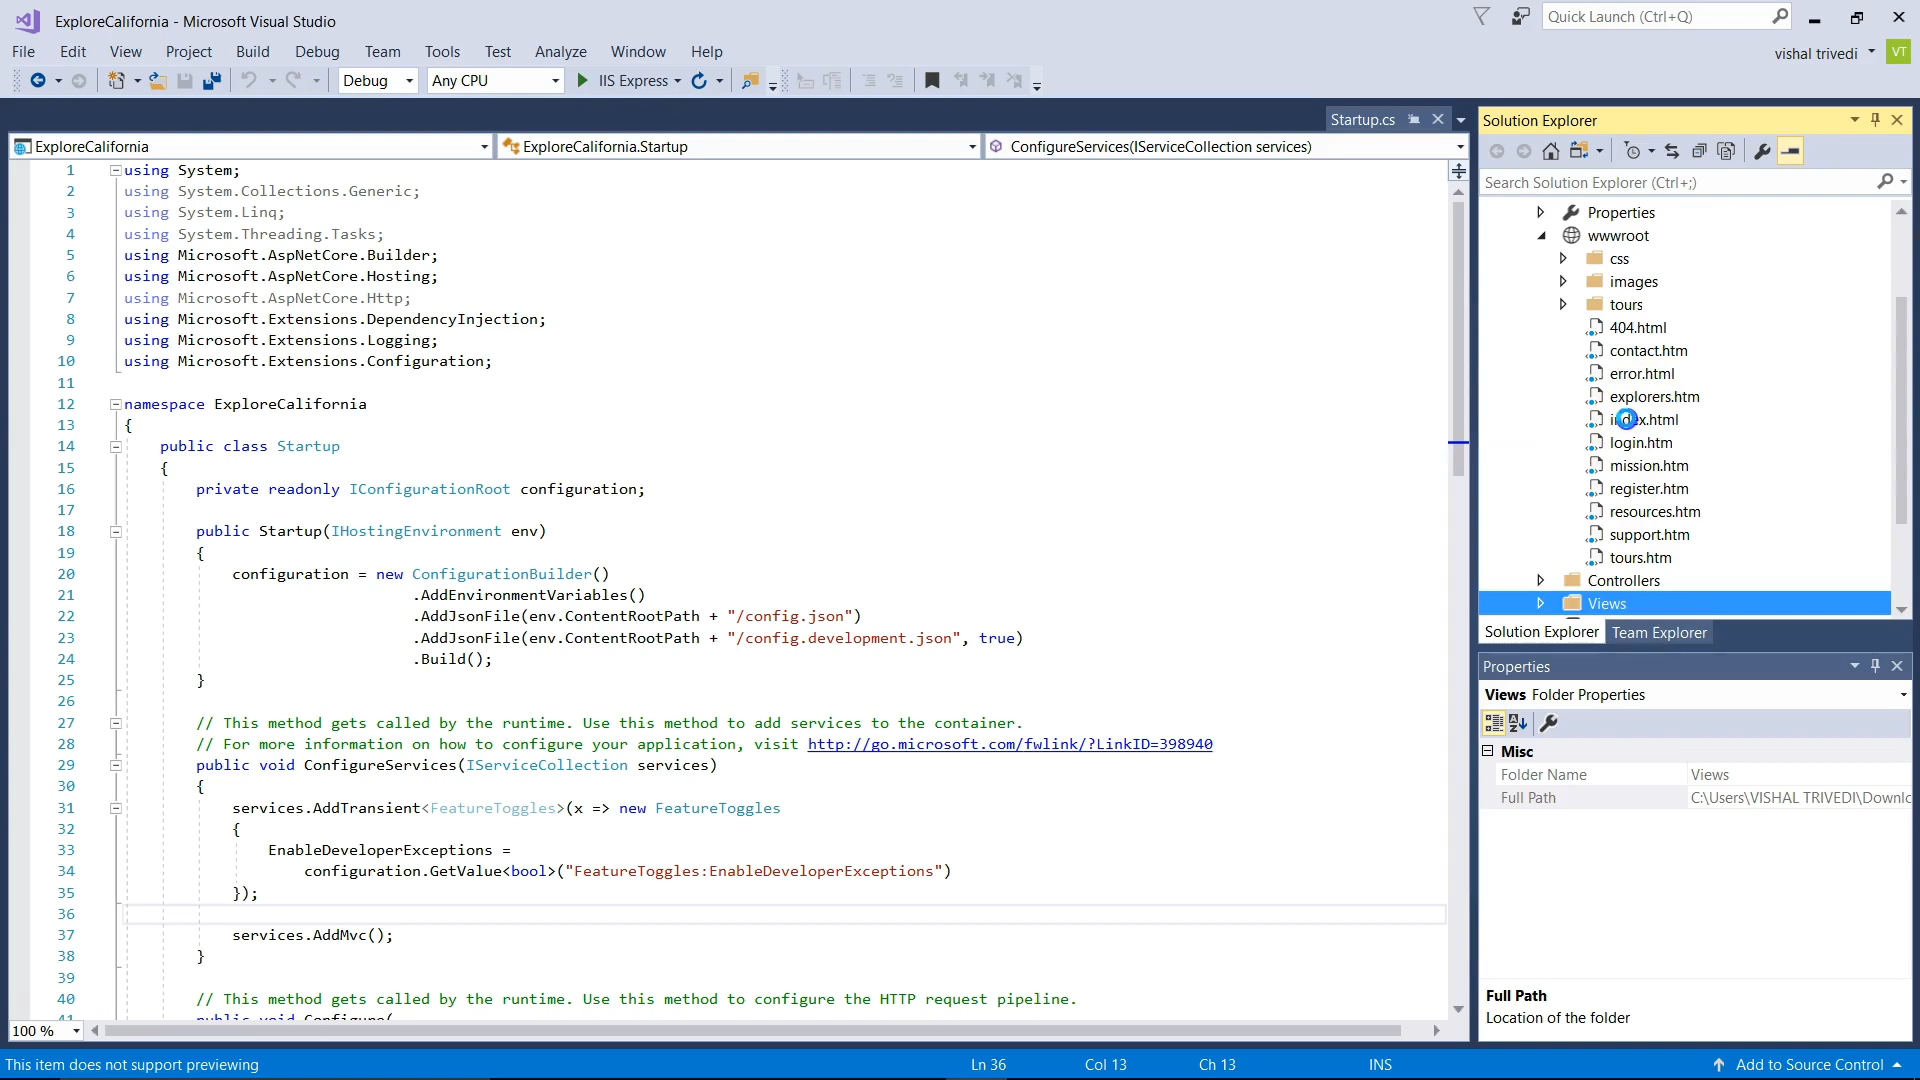 ExploreCalifornia - Microsoft Visual Studio
Quick Launch (Ctrl+Q)
File Edit View Project Build Debug Team Tools Test Analyze Window Help
vishal trivedi VT
Debug Any CPU IIS Express
Startup.cs
ExploreCalifornia ExploreCalifornia.Startup ConfigureServices(IServiceCollection services)
1 using System;
2 using System.Collections.Generic;
3 using System.Linq;
4 using System.Threading.Tasks;
5 using Microsoft.AspNetCore.Builder;
6 using Microsoft.AspNetCore.Hosting;
7 using Microsoft.AspNetCore.Http;
8 using Microsoft.Extensions.DependencyInjection;
9 using Microsoft.Extensions.Logging;
10 using Microsoft.Extensions.Configuration;
11
12 namespace ExploreCalifornia
13 {
14 public class Startup
15 {
16 private readonly IConfigurationRoot configuration;
17
18 public Startup(IHostingEnvironment env)
19 {
20 configuration = new ConfigurationBuilder()
21 .AddEnvironmentVariables()
22 .AddJsonFile(env.ContentRootPath + "/config.json")
23 .AddJsonFile(env.ContentRootPath + "/config.development.json", true)
24 .Build();
25 }
26
27 // This method gets called by the runtime. Use this method to add services to the container.
28 // For more information on how to configure your application, visit http://go.microsoft.com/fwlink/?LinkID=398940
29 public void ConfigureServices(IServiceCollection services)
30 {
31 services.AddTransient<FeatureToggles>(x => new FeatureToggles
32 {
33 EnableDeveloperExceptions =
34 configuration.GetValue<bool>("FeatureToggles:EnableDeveloperExceptions")
35 });
36
37 services.AddMvc();
38 }
39
40 // This method gets called by the runtime. Use this method to configure the HTTP request pipeline.
41 public void Configure(
100 %
Solution Explorer
Search Solution Explorer (Ctrl+;)
Properties
wwwroot
css
images
tours
404.html
contact.htm
error.html
explorers.htm
index.html
login.htm
mission.htm
register.htm
resources.htm
support.htm
tours.htm
Controllers
Views
Solution Explorer Team Explorer
Properties
Views Folder Properties
Misc
Folder Name Views
Full Path C:\Users\VISHAL TRIVEDI\Downlo
Full Path
Location of the folder
This item does not support previewing Ln 36 Col 13 Ch 13 INS Add to Source Control